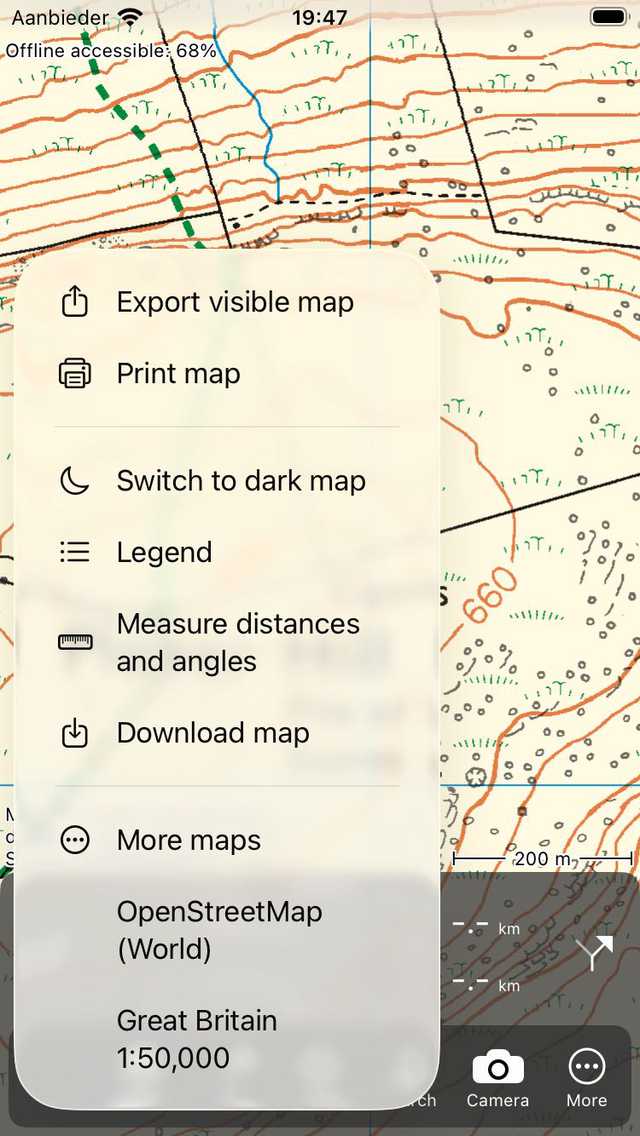 Aanbieder 19:47
Offline accessible: 68%
Export visible map
Print map
Switch to dark map
Legend
Measure distances
and angles
Download map
More maps
OpenStreetMap
(World)
Great Britain
1:50,000
660
200 m
km
km
Camera
More